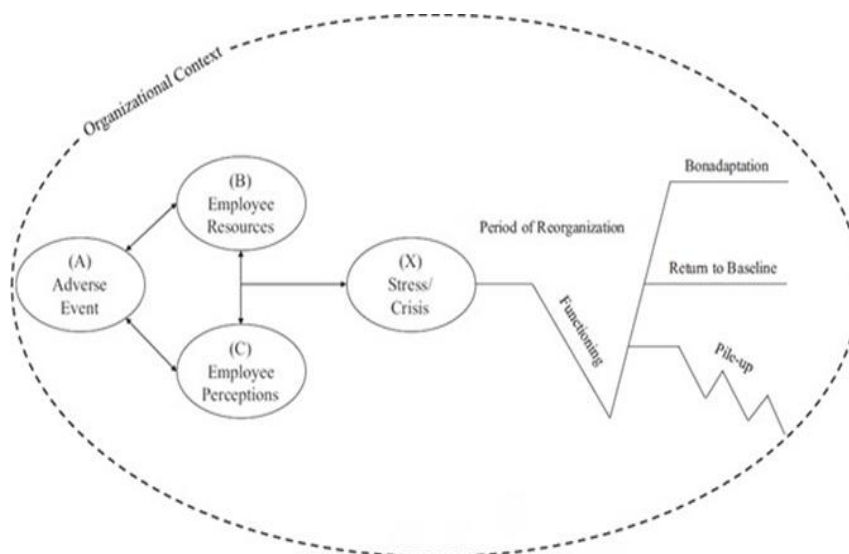 Organizational Context
(A)
Adverse
Event
(B)
Employee
Resources
(C)
Employee
Perceptions
(X)
Stress/
Crisis
Period of Reorganization
Functioning
Bonadaptation
Return to Baseline
Pile-up